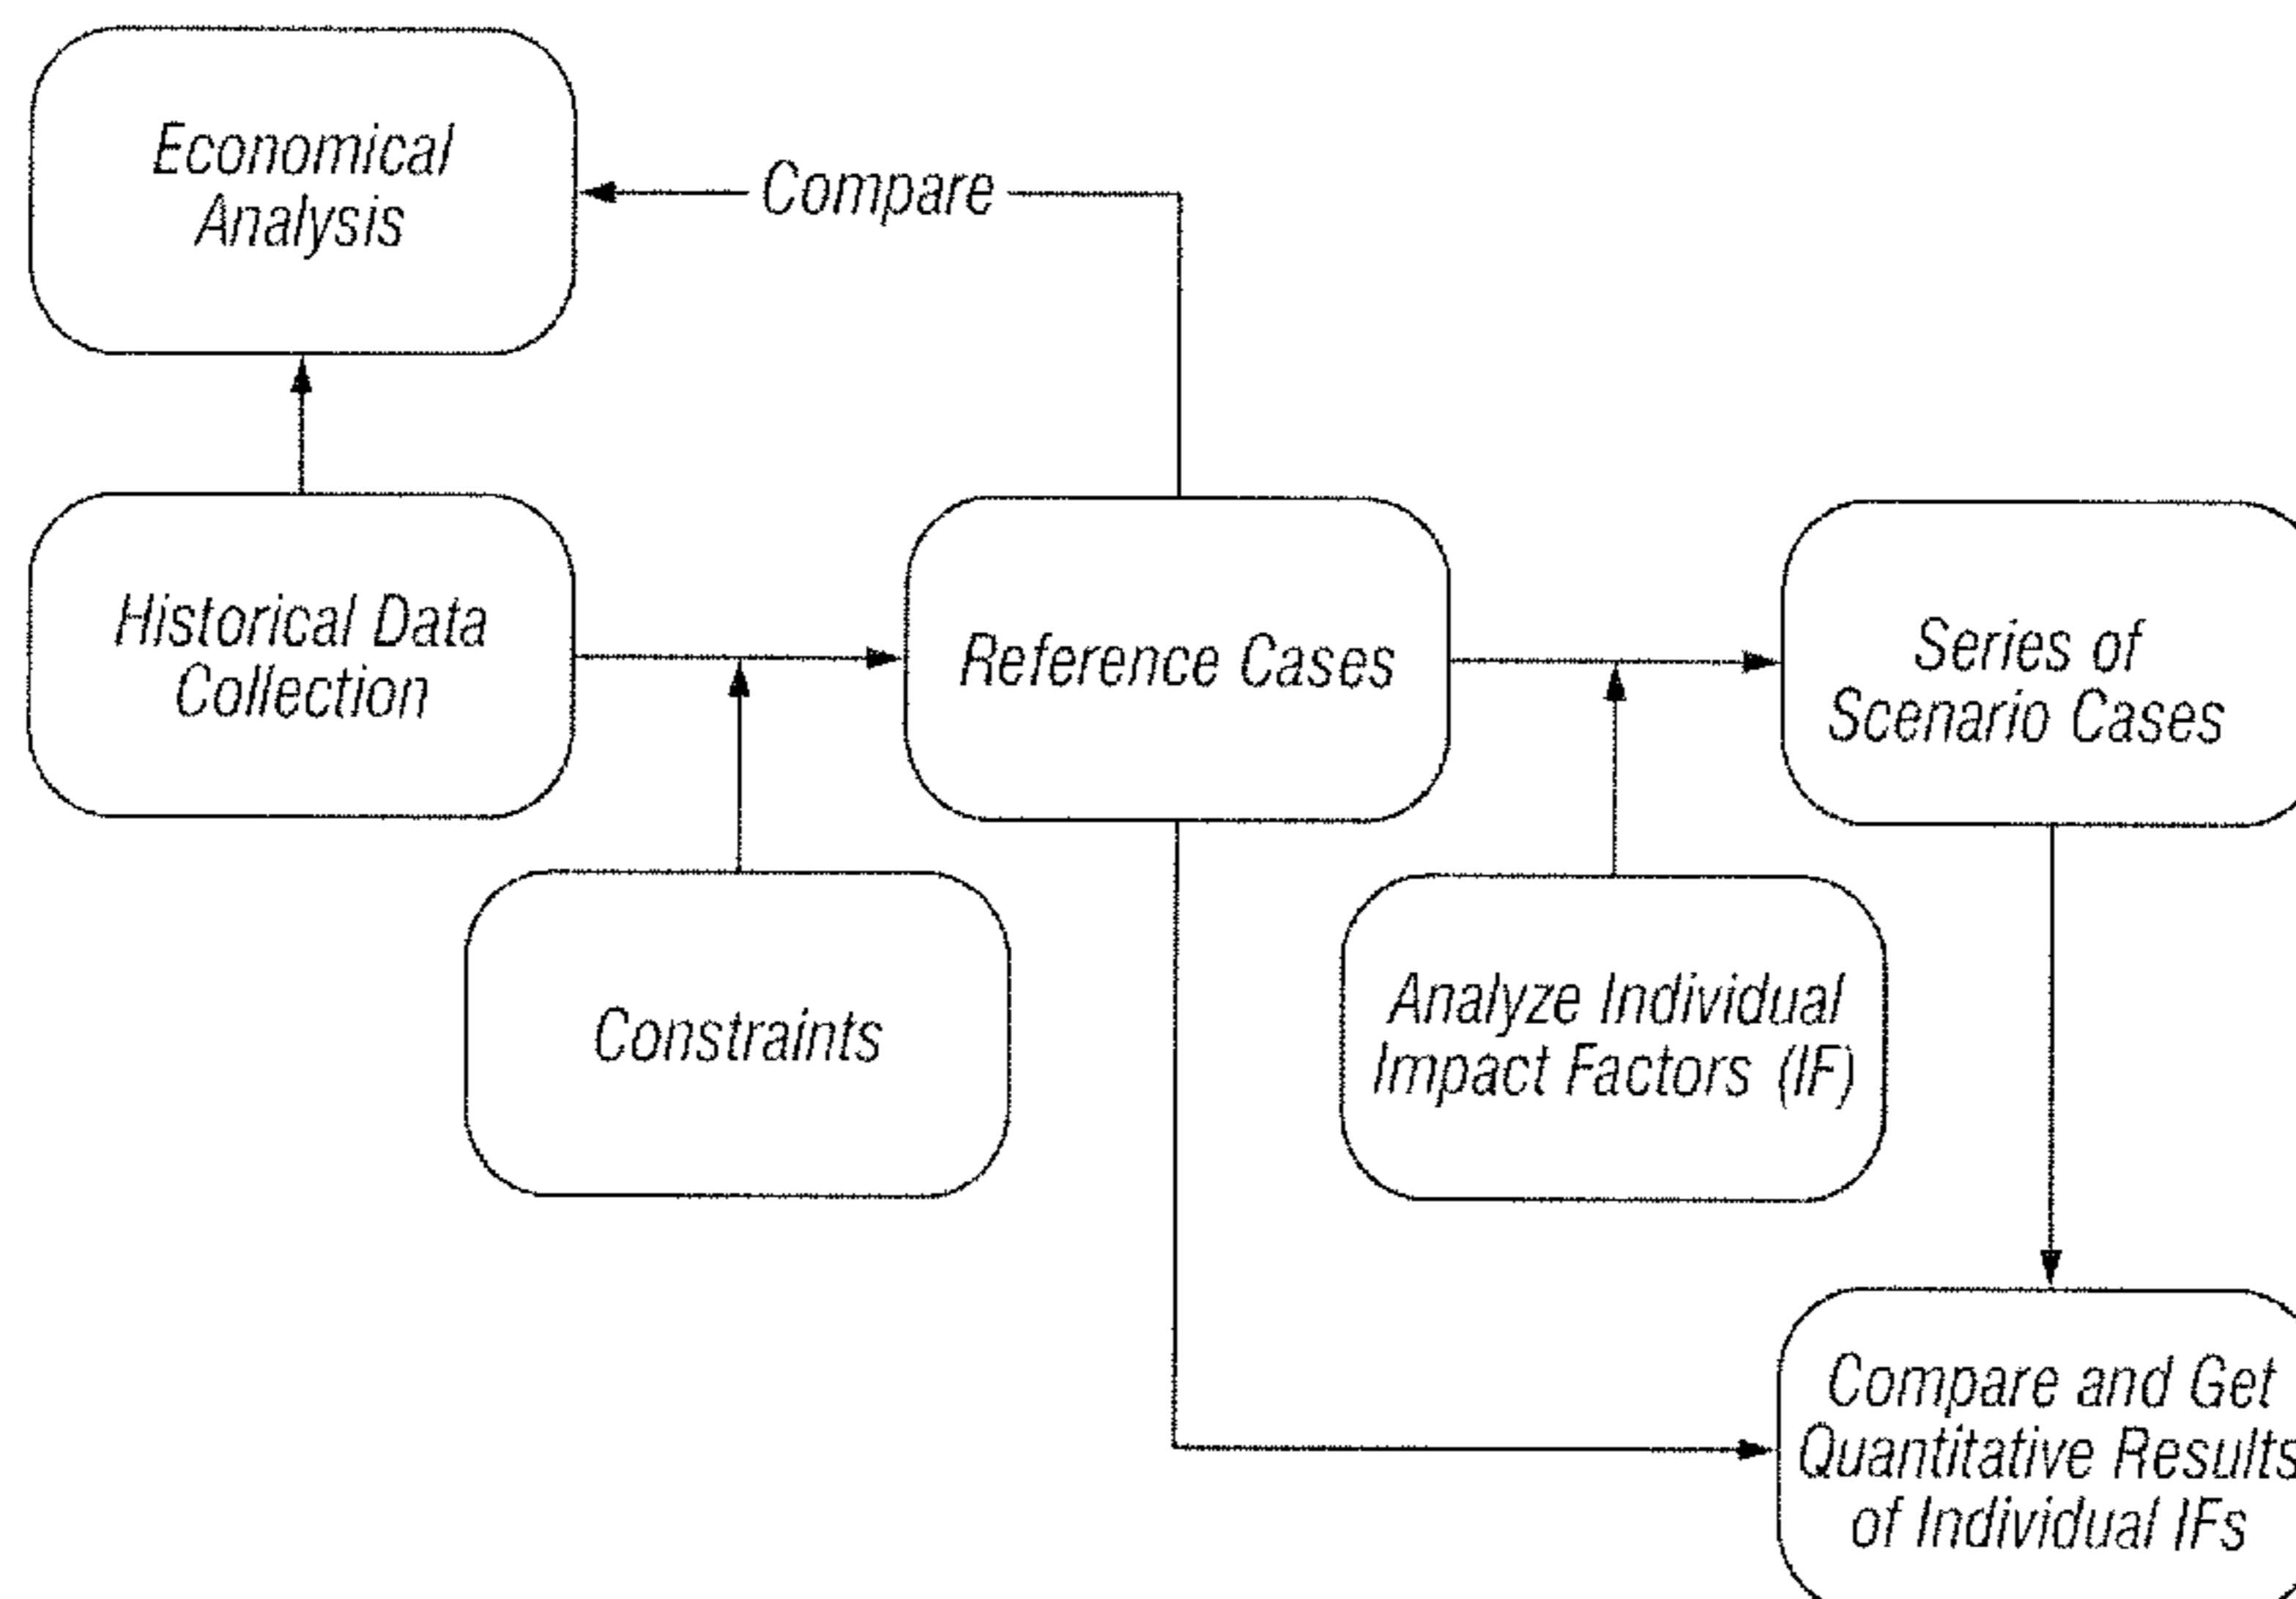 Economical
Analysis
Compare
Historical Data
Collection
Reference Cases
Series of
Scenario Cases
Constraints
Analyze Individual
Impact Factors (IF)
Compare and Get
Quantitative Results
of Individual IFs